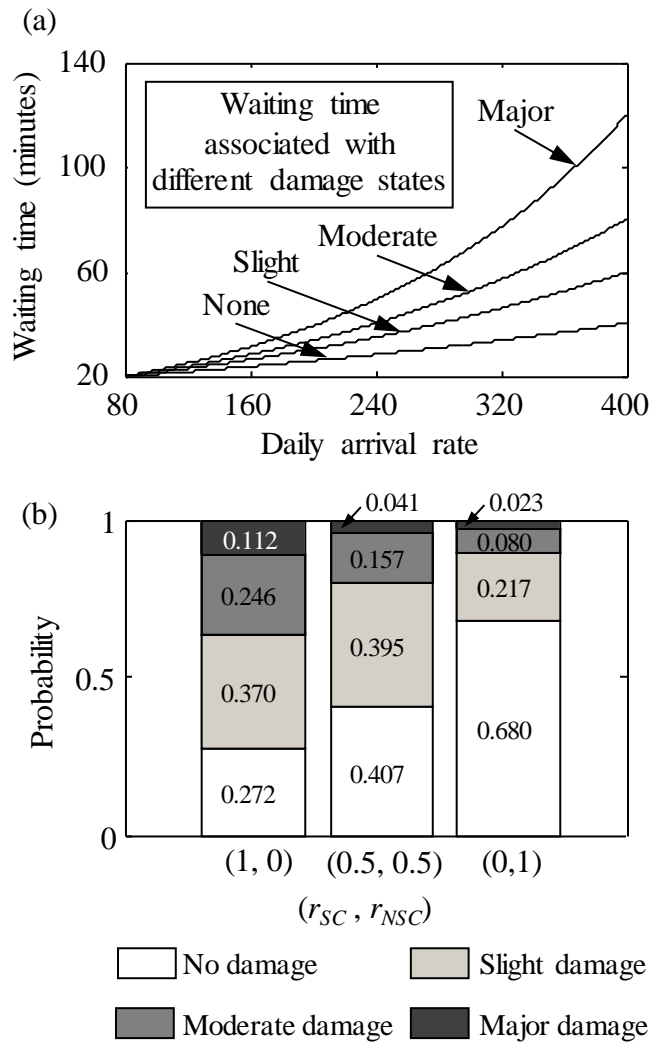 (a)
140
100
60
20
Waiting time (minutes)
Waiting time
associated with
different damage states
Major
Moderate
Slight
None
80 160 240 320 400
Daily arrival rate
(b)
1
0.5
0
Probability
0.041 0.023
0.112
0.246
0.370
0.272
0.157
0.395
0.407
0.080
0.217
0.680
(1, 0) (0.5, 0.5) (0,1)
(r_SC , r_NSC)
No damage Slight damage
Moderate damage Major damage